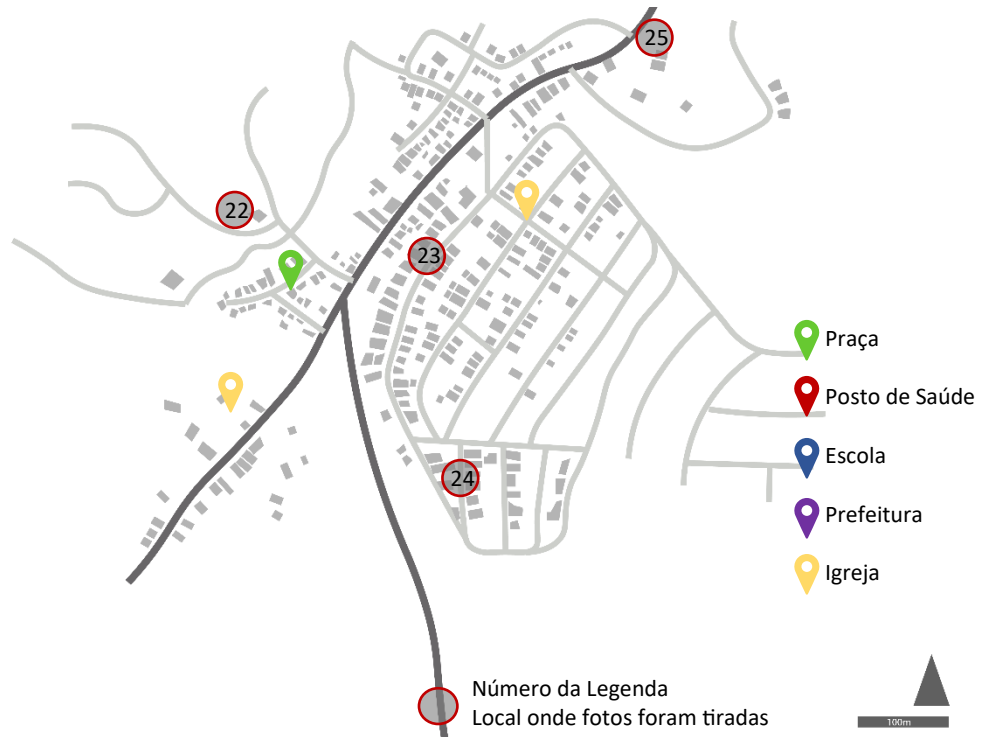 25
22
23
24
Praça
Posto de Saúde
Escola
Prefeitura
Igreja
Número da Legenda
Local onde fotos foram tiradas
100m